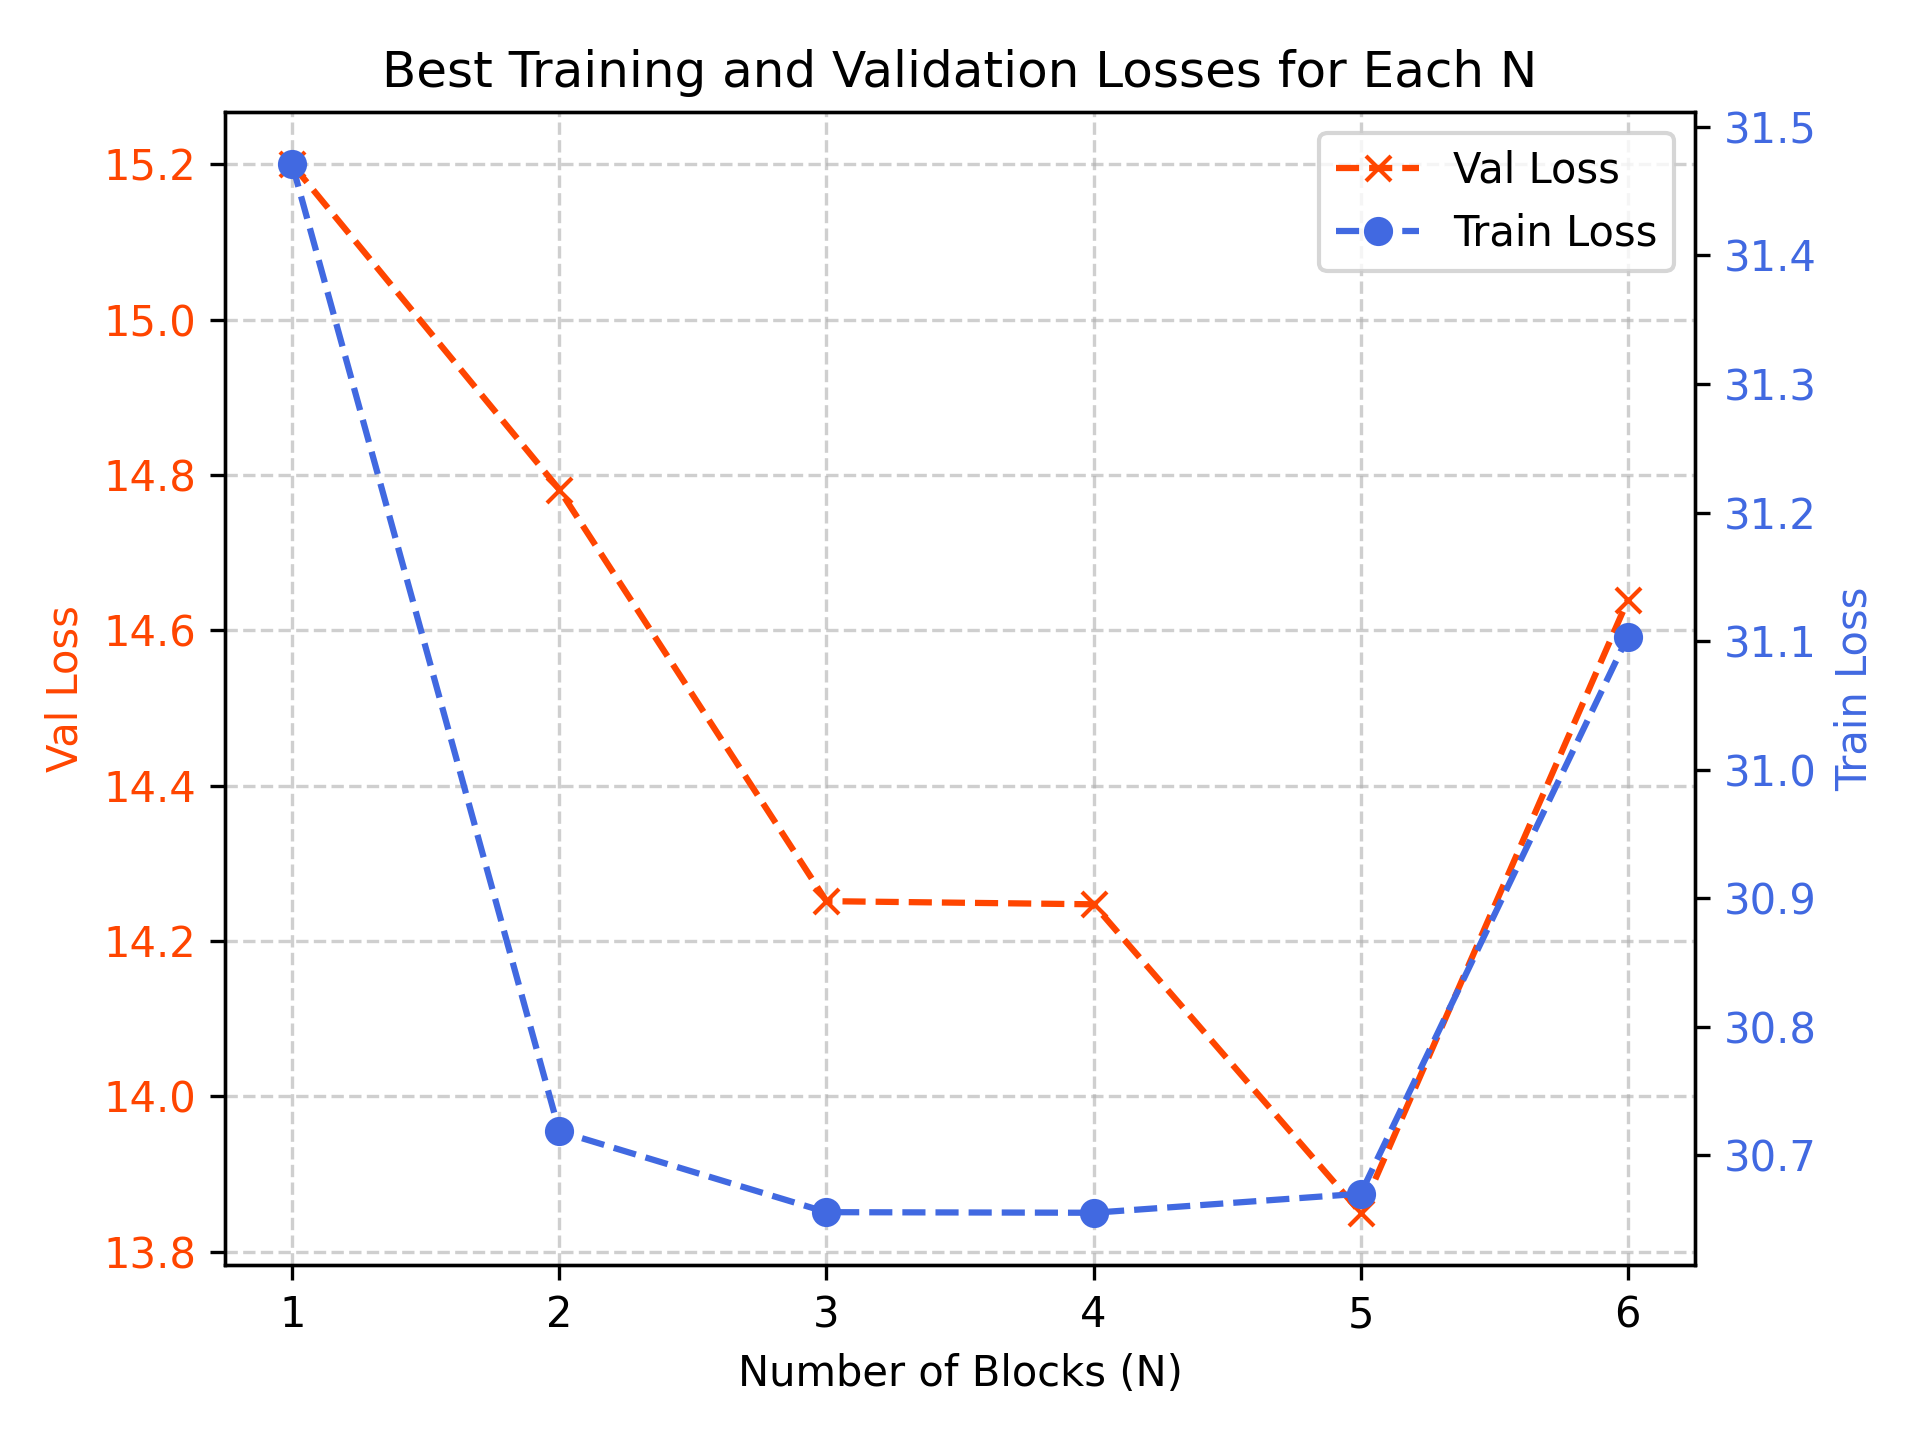 Best Training and Validation Losses for Each N
Val Loss
Train Loss
15.2
15.0
14.8
14.6
14.4
14.2
14.0
13.8
Val Loss
31.5
31.4
31.3
31.2
31.1
31.0
30.9
30.8
30.7
Train Loss
1 2 3 4 5 6
Number of Blocks (N)